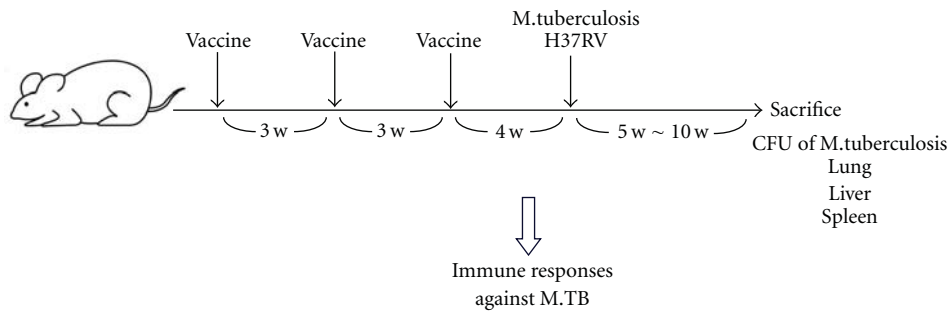 M.tuberculosis
H37RV
Vaccine
Vaccine
Vaccine
Sacrifice
3 w
3 w
4 w
5 w ~ 10 w
CFU of M.tuberculosis
Lung
Liver
Spleen
Immune responses
against M.TB